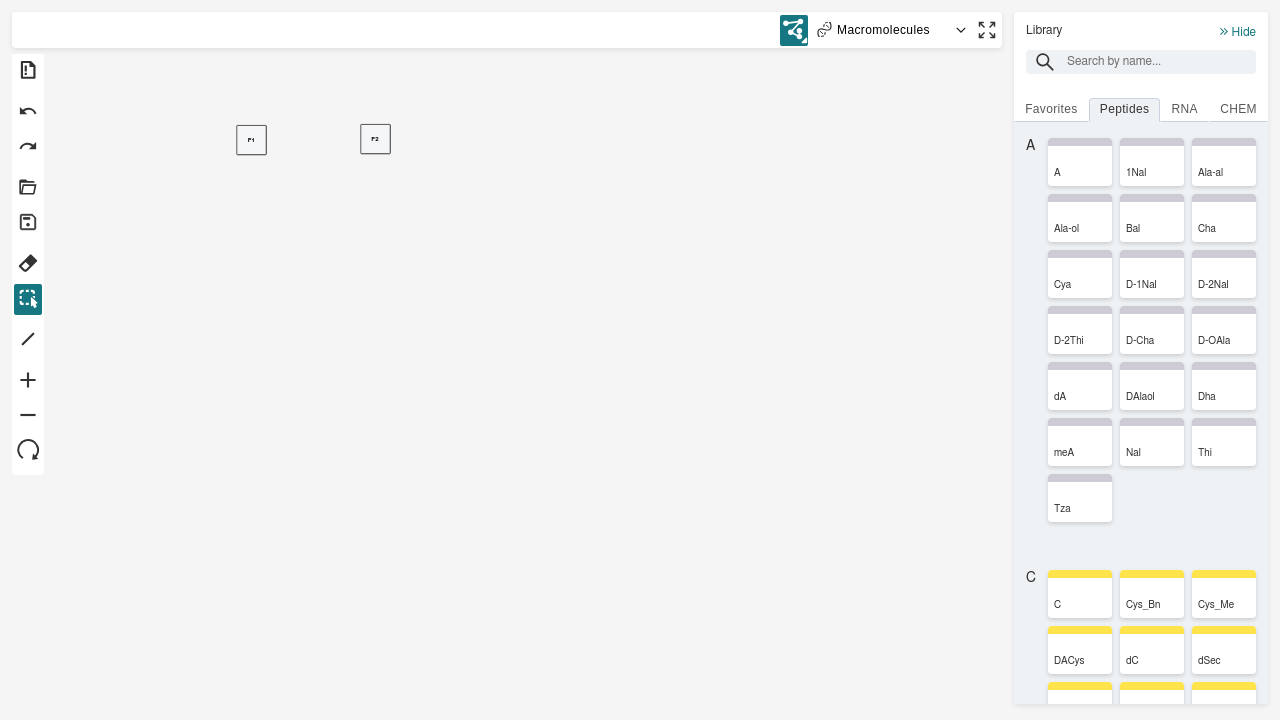 Macromolecules
Library
Hide
Search by name...
Favorites
Peptides
RNA
CHEM
F1
F2
A
A
1Nal
Ala-al
Ala-ol
Bal
Cha
Cya
D-1Nal
D-2Nal
D-2Thi
D-Cha
D-OAla
dA
DAlaol
Dha
meA
Nal
Thi
Tza
C
C
Cys_Bn
Cys_Me
DACys
dC
dSec